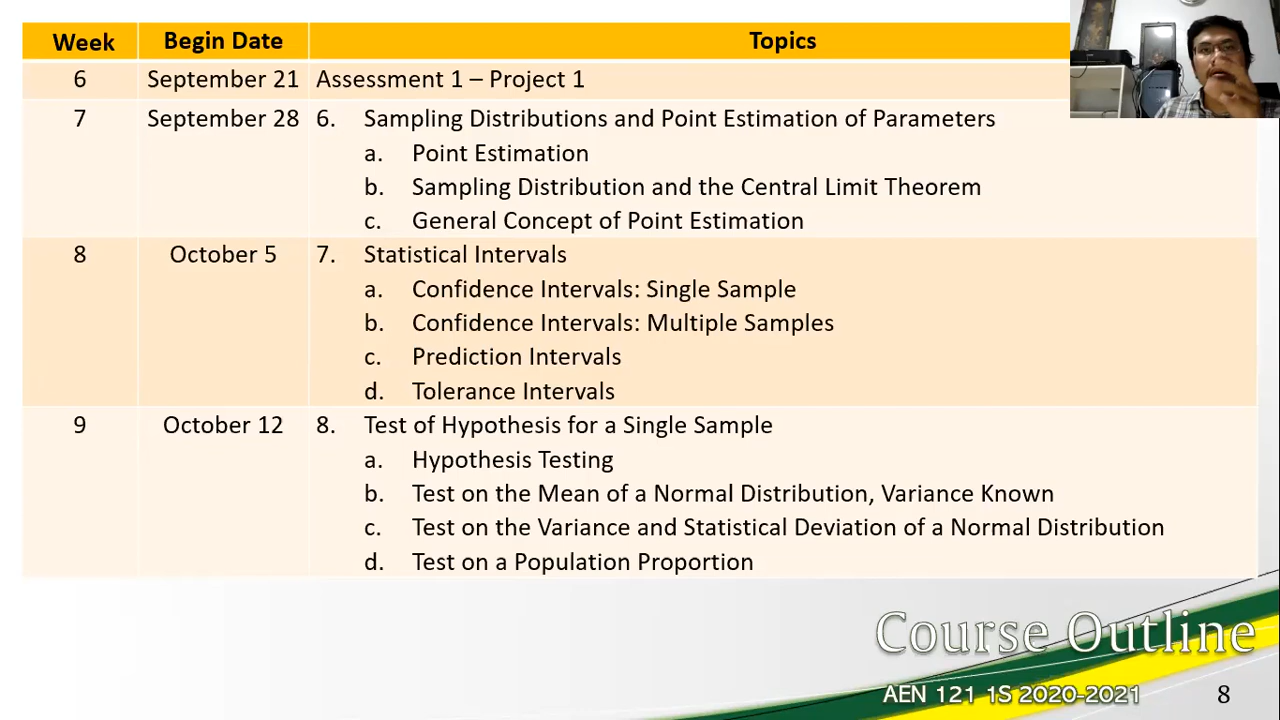 Week Begin Date Topics
6 September 21 Assessment 1 – Project 1
7 September 28 6. Sampling Distributions and Point Estimation of Parameters
a. Point Estimation
b. Sampling Distribution and the Central Limit Theorem
c. General Concept of Point Estimation
8 October 5 7. Statistical Intervals
a. Confidence Intervals: Single Sample
b. Confidence Intervals: Multiple Samples
c. Prediction Intervals
d. Tolerance Intervals
9 October 12 8. Test of Hypothesis for a Single Sample
a. Hypothesis Testing
b. Test on the Mean of a Normal Distribution, Variance Known
c. Test on the Variance and Statistical Deviation of a Normal Distribution
d. Test on a Population Proportion
Course Outline
AEN 121 1S 2020-2021 8